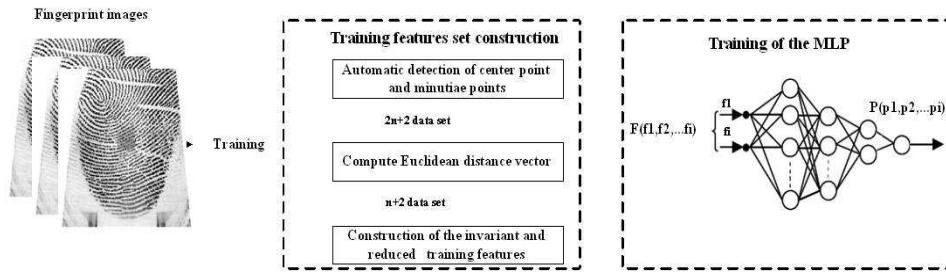 Fingerprint images
Training
Training features set construction
Automatic detection of center point
and minutiae points
2n+2 data set
Compute Euclidean distance vector
n+2 data set
Construction of the invariant and
reduced training features
Training of the MLP
F(f1,f2,...fi)
f1
fi
P(p1,p2,...pi)